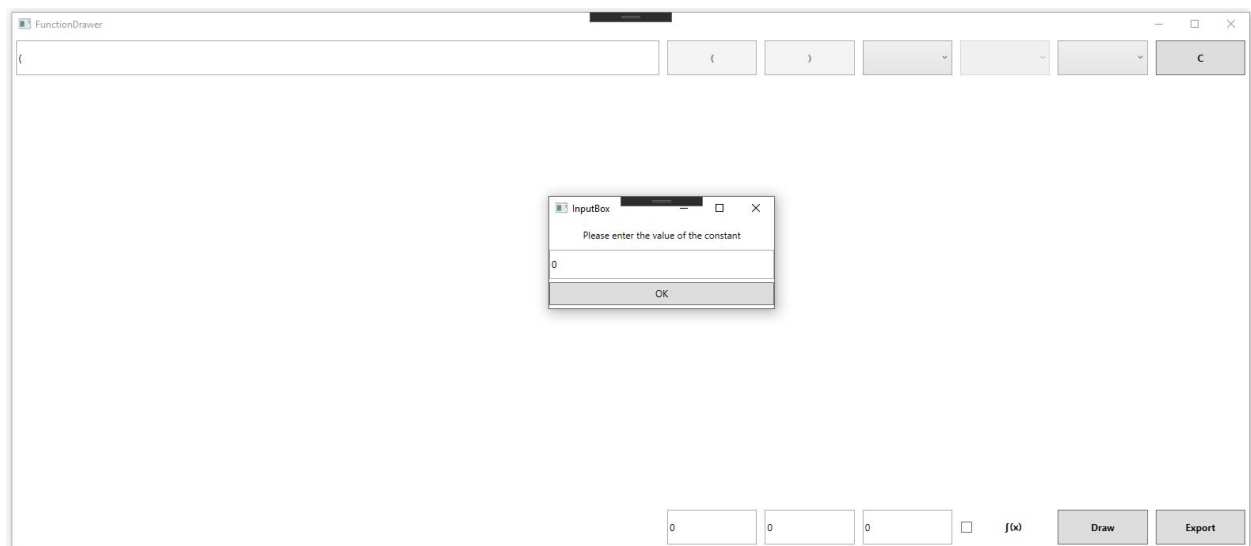 FunctionDrawer
(
( ) C
InputBox
Please enter the value of the constant
0
OK
0 0 0 ∫(x) Draw Export